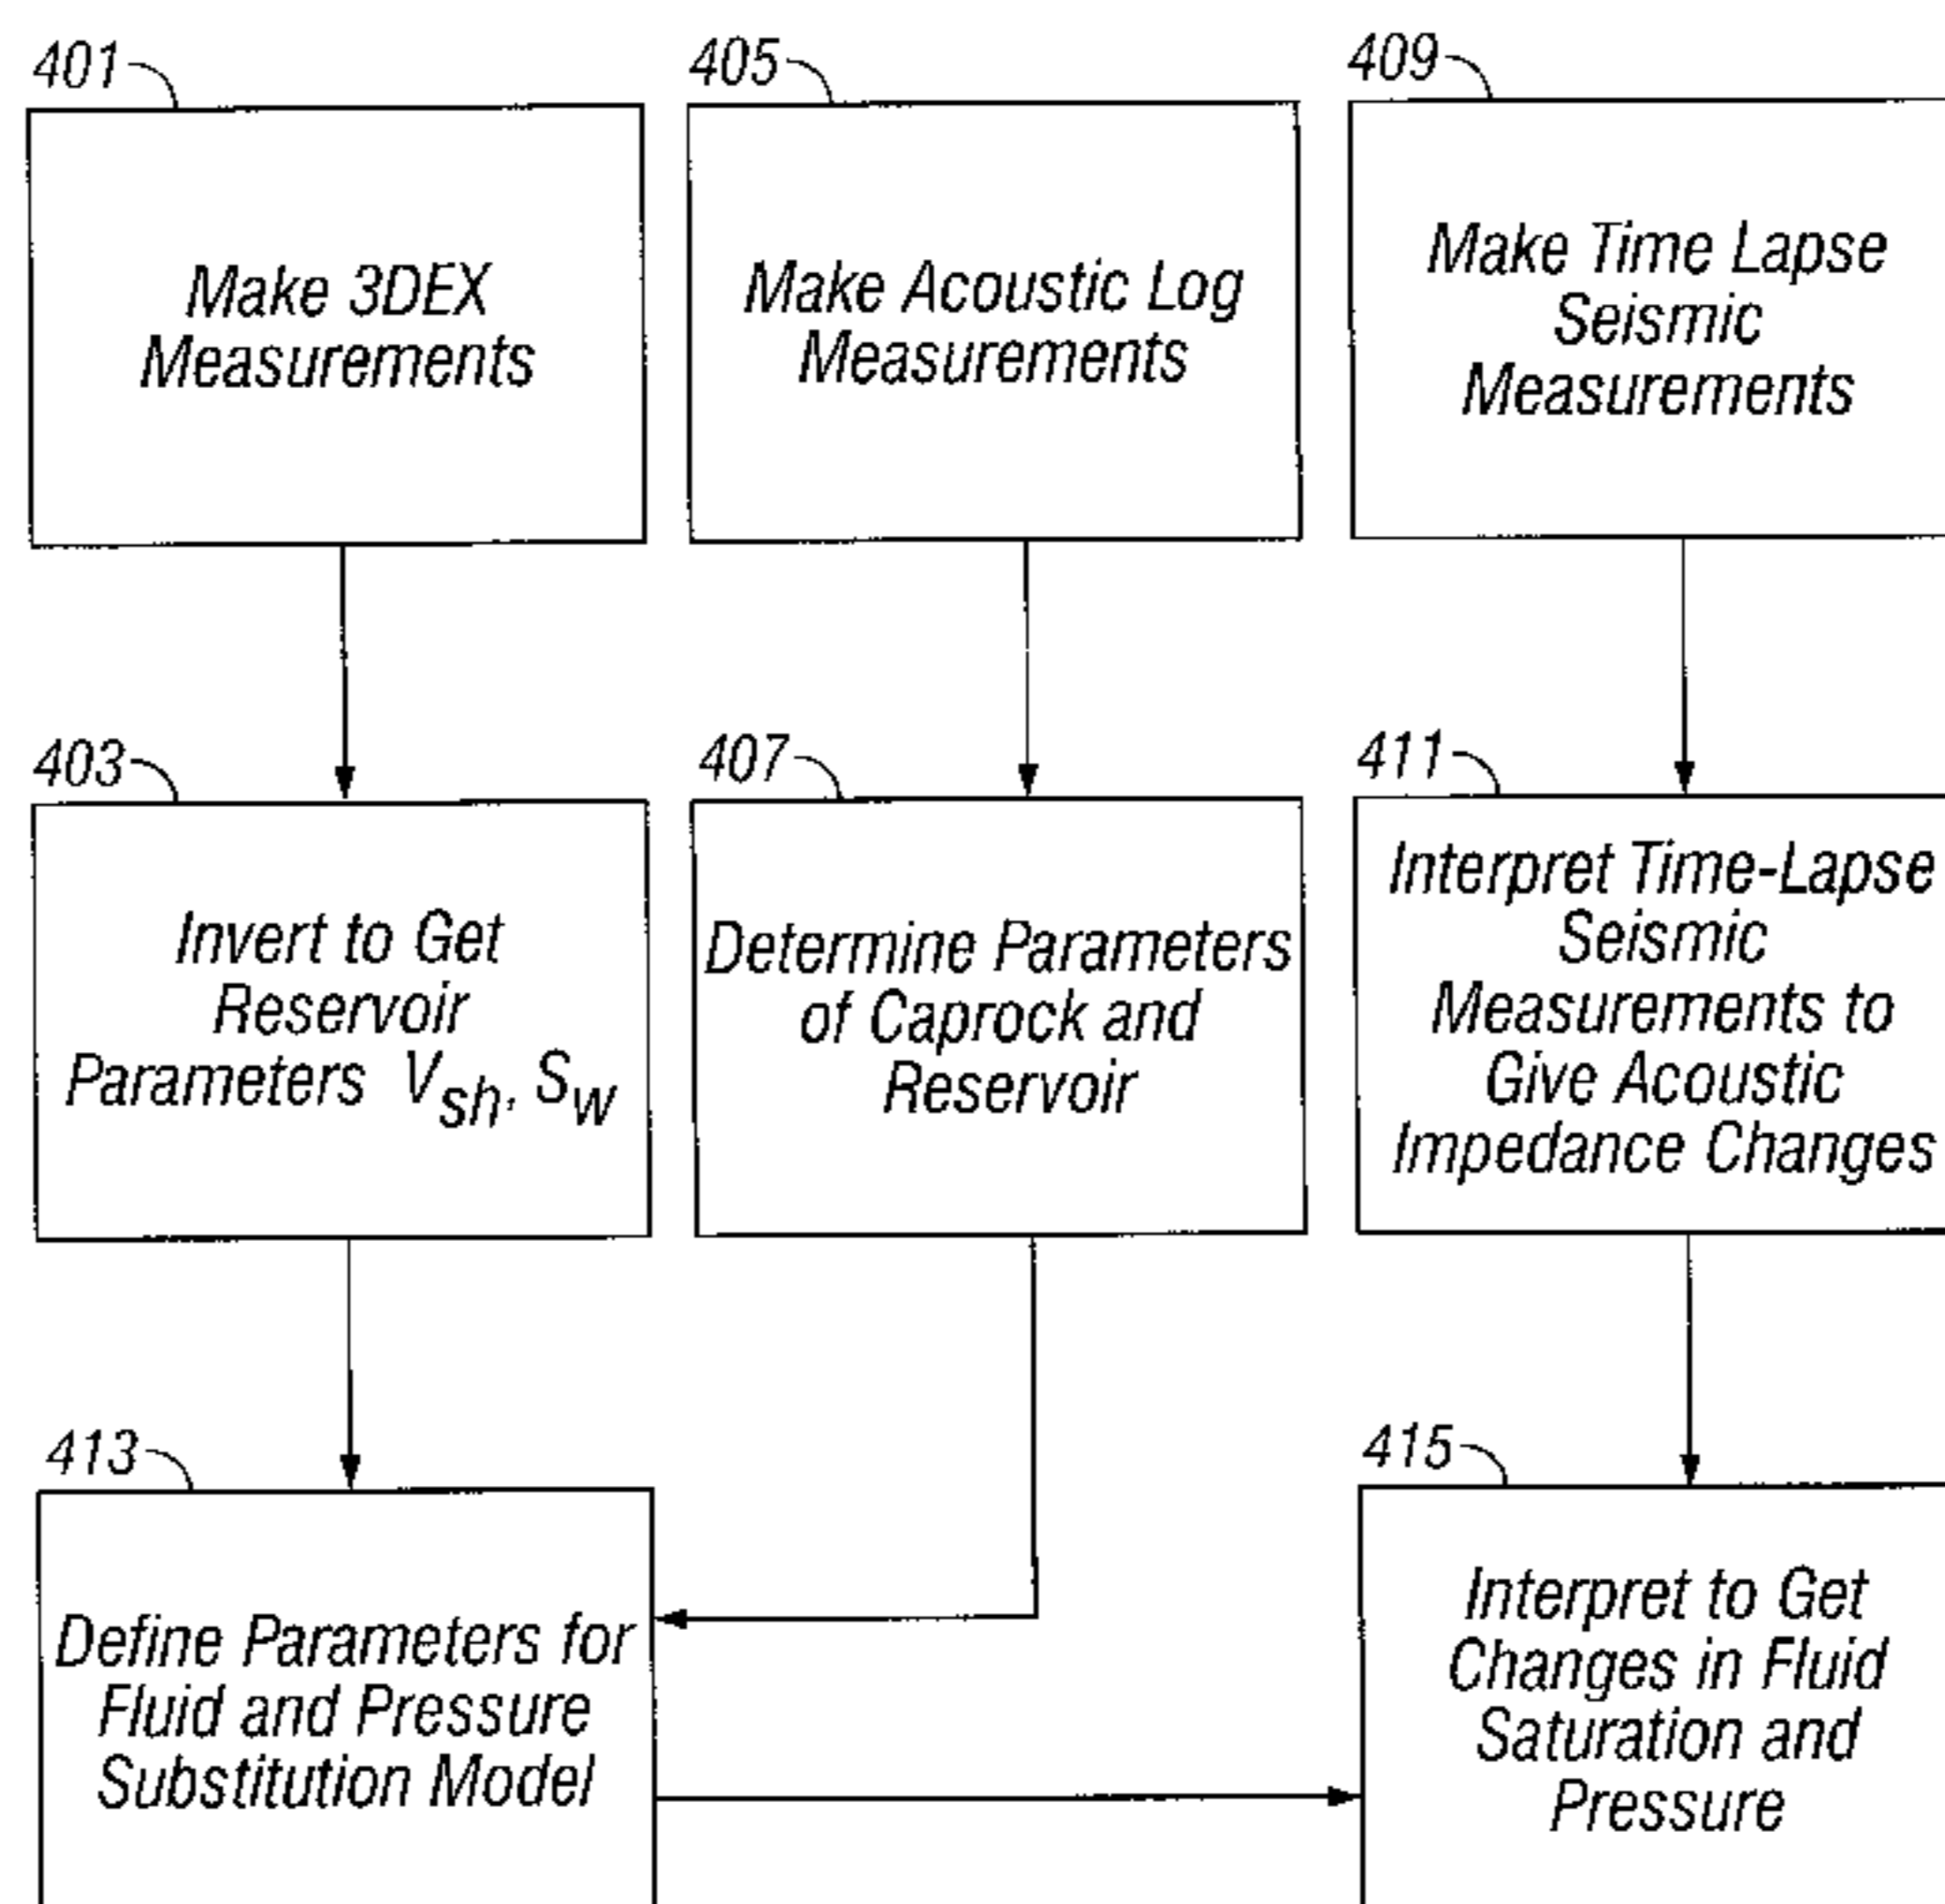 401
Make 3DEX
Measurements
405
Make Acoustic Log
Measurements
409
Make Time Lapse
Seismic
Measurements
403
Invert to Get
Reservoir
Parameters Vsh, Sw
407
Determine Parameters
of Caprock and
Reservoir
411
Interpret Time-Lapse
Seismic
Measurements to
Give Acoustic
Impedance Changes
413
Define Parameters for
Fluid and Pressure
Substitution Model
415
Interpret to Get
Changes in Fluid
Saturation and
Pressure